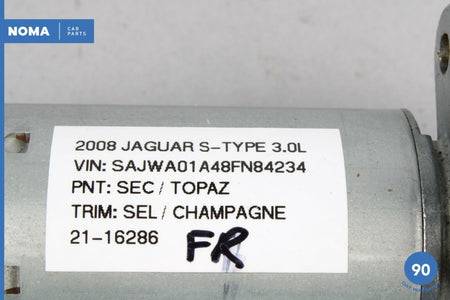 NOMA CAR PARTS
2008 JAGUAR S-TYPE 3.0L
VIN: SAJWA01A48FN84234
PNT: SEC / TOPAZ
TRIM: SEL / CHAMPAGNE
21-16286 FR
90